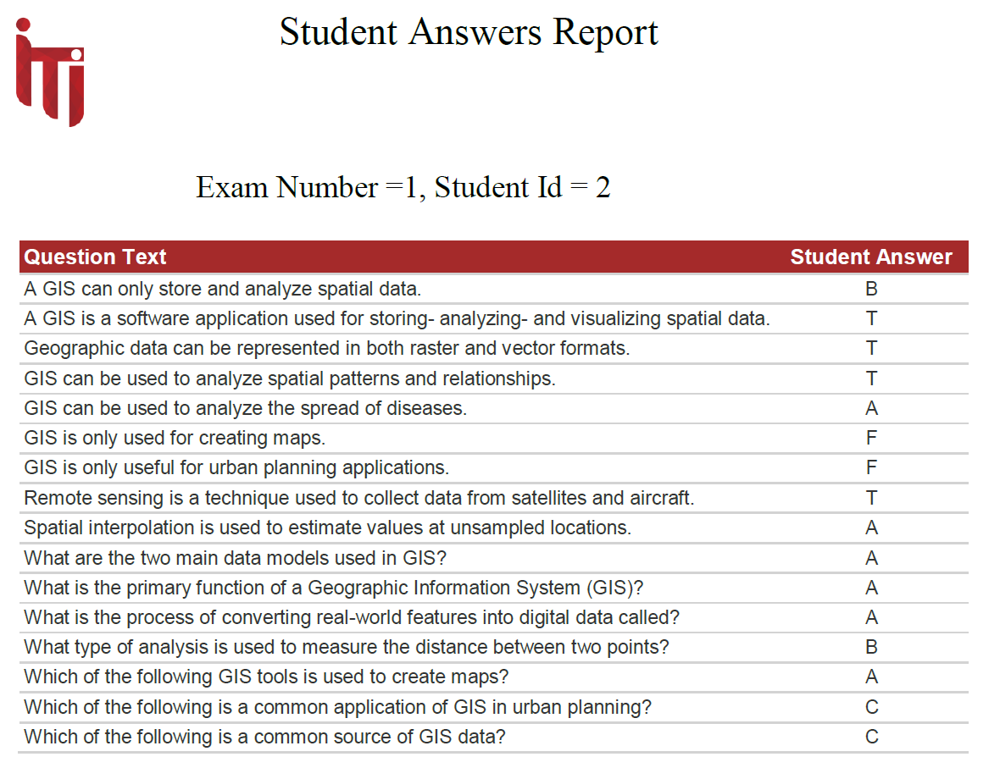 iTi
Student Answers Report
Exam Number =1, Student Id = 2
Question Text Student Answer
A GIS can only store and analyze spatial data. B
A GIS is a software application used for storing- analyzing- and visualizing spatial data. T
Geographic data can be represented in both raster and vector formats. T
GIS can be used to analyze spatial patterns and relationships. T
GIS can be used to analyze the spread of diseases. A
GIS is only used for creating maps. F
GIS is only useful for urban planning applications. F
Remote sensing is a technique used to collect data from satellites and aircraft. T
Spatial interpolation is used to estimate values at unsampled locations. A
What are the two main data models used in GIS? A
What is the primary function of a Geographic Information System (GIS)? A
What is the process of converting real-world features into digital data called? A
What type of analysis is used to measure the distance between two points? B
Which of the following GIS tools is used to create maps? A
Which of the following is a common application of GIS in urban planning? C
Which of the following is a common source of GIS data? C